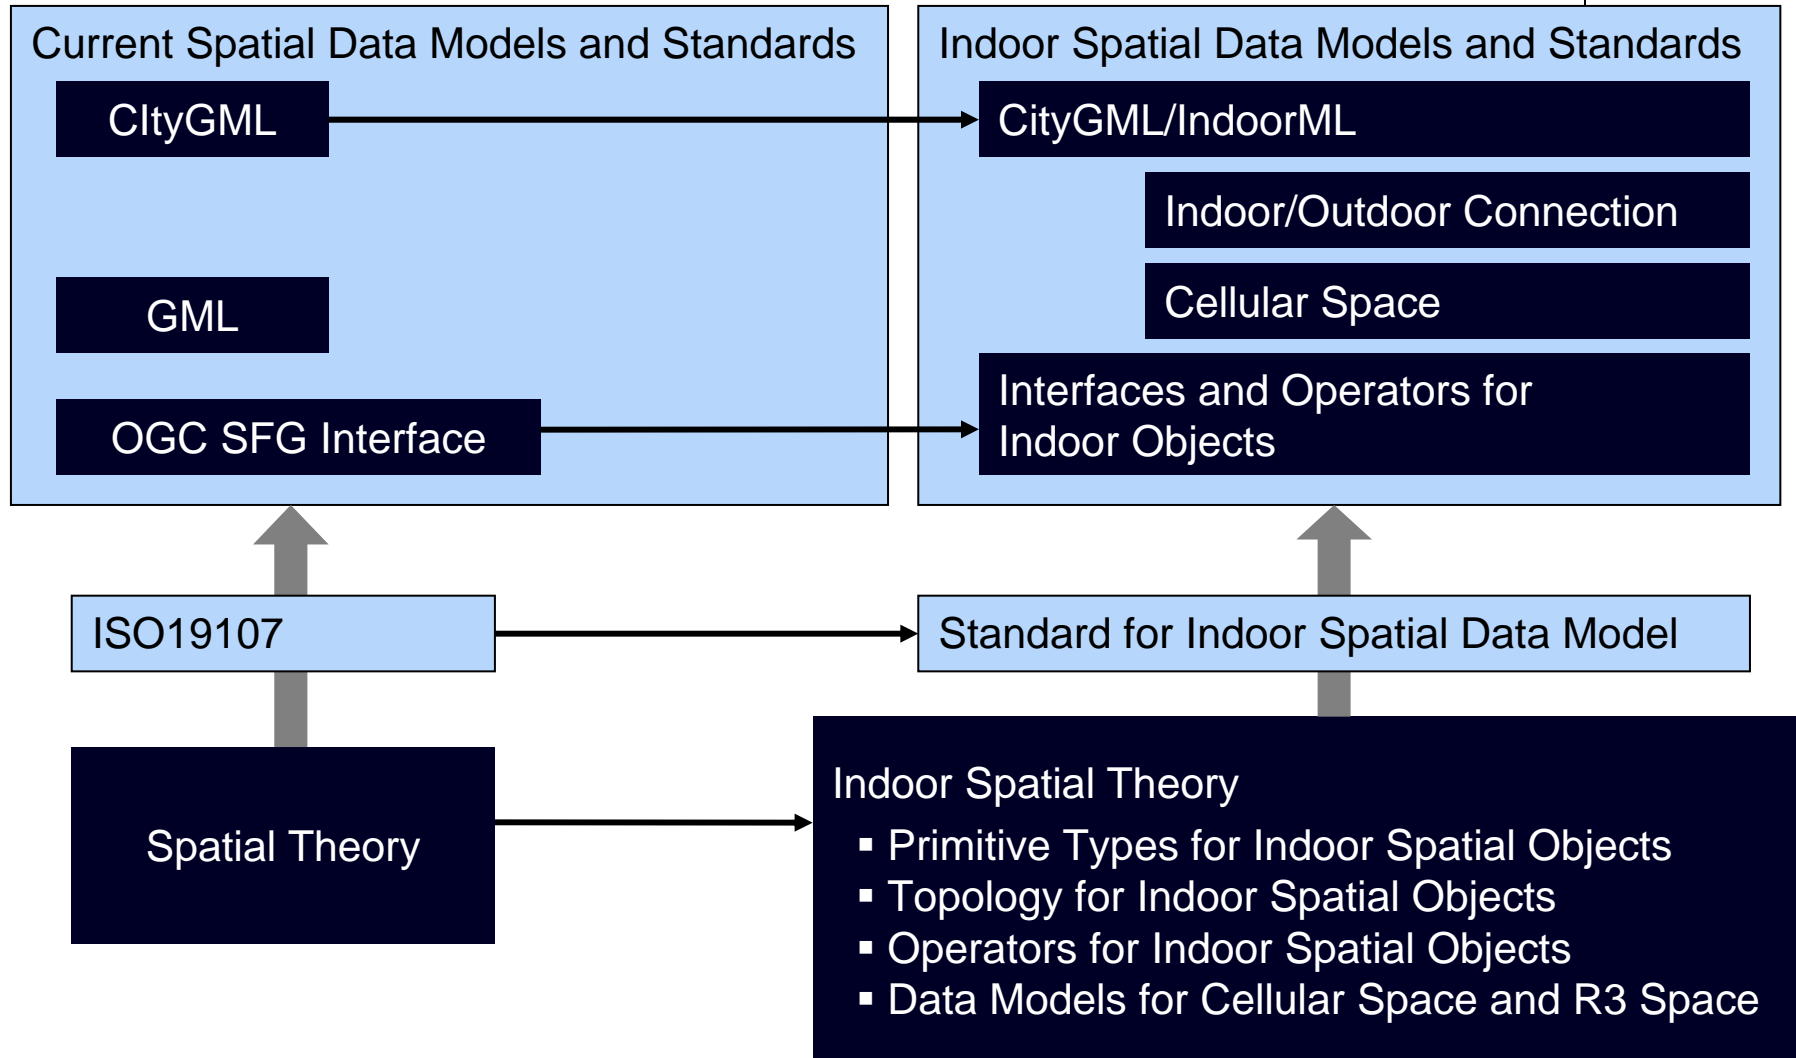 Current Spatial Data Models and Standards
CItyGML
GML
OGC SFG Interface
Indoor Spatial Data Models and Standards
CityGML/IndoorML
Indoor/Outdoor Connection
Cellular Space
Interfaces and Operators for
Indoor Objects
ISO19107
Standard for Indoor Spatial Data Model
Spatial Theory
Indoor Spatial Theory
▪ Primitive Types for Indoor Spatial Objects
▪ Topology for Indoor Spatial Objects
▪ Operators for Indoor Spatial Objects
▪ Data Models for Cellular Space and R3 Space